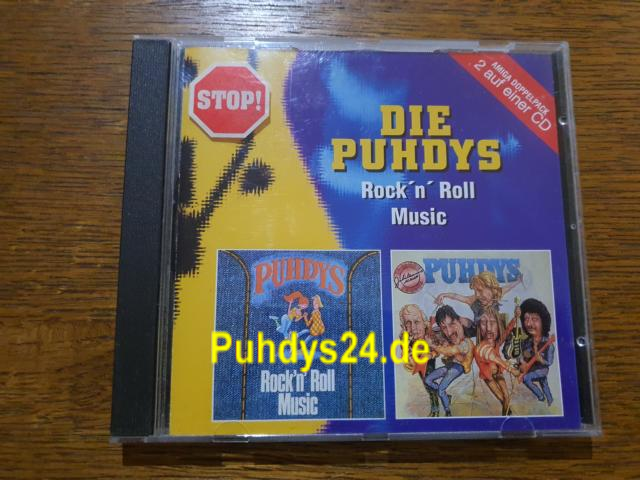 STOP!
AMIGA DOPPELPACK
2 auf einer CD
DIE
PUHDYS
Rock´n´ Roll
Music
PUHDYS
Rock'n' Roll
Music
PUHDYS
Puhdys24.de